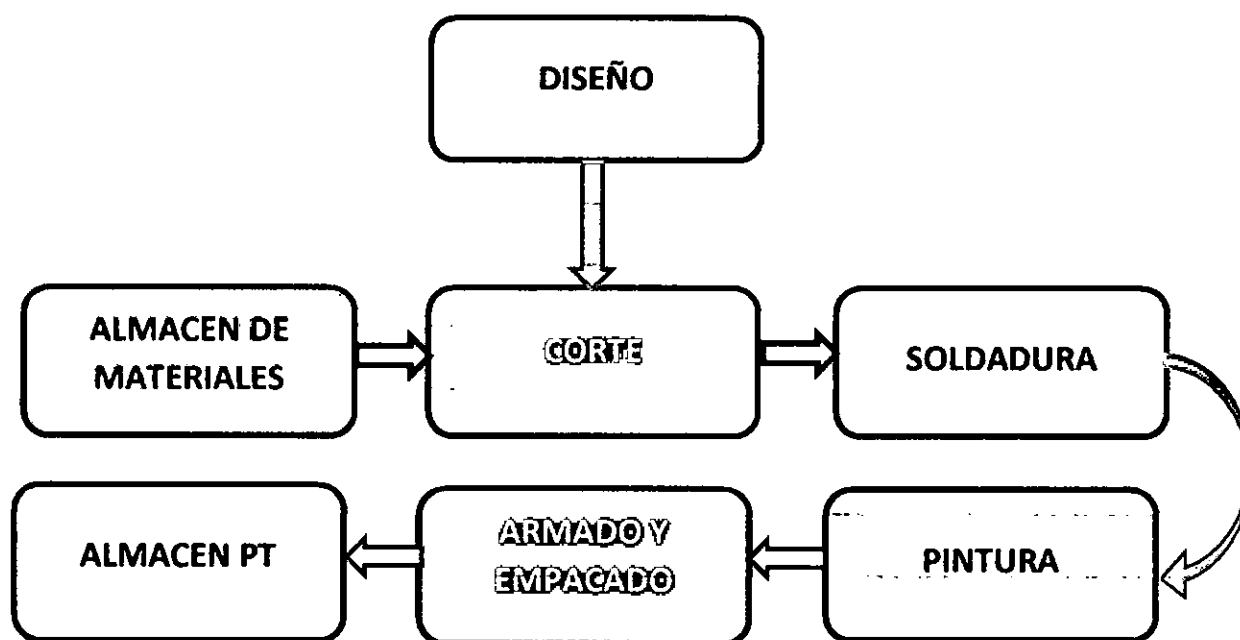 DISEÑO
ALMACEN DE
MATERIALES
CORTE
SOLDADURA
ALMACEN PT
ARMADO Y
EMPACADO
PINTURA